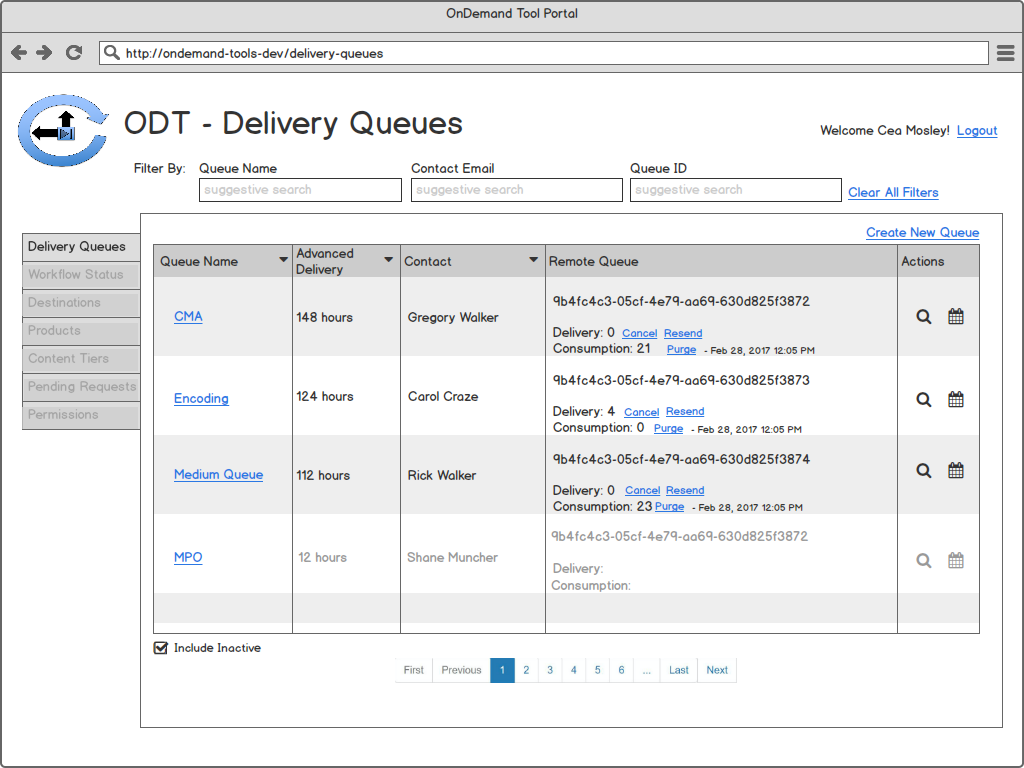 OnDemand Tool Portal
http://ondemand-tools-dev/delivery-queues
ODT - Delivery Queues
Welcome Cea Mosley! Logout
Filter By: Queue Name Contact Email Queue ID
suggestive search suggestive search suggestive search Clear All Filters
Create New Queue
Delivery Queues
Workflow Status
Destinations
Products
Content Tiers
Pending Requests
Permissions
Queue Name Advanced Delivery Contact Remote Queue Actions
9b4fc4c3-05cf-4e79-aa69-630d825f3872
CMA 148 hours Gregory Walker
Delivery: 0 Cancel Resend
Consumption: 21 Purge - Feb 28, 2017 12:05 PM
9b4fc4c3-05cf-4e79-aa69-630d825f3873
Encoding 124 hours Carol Craze
Delivery: 4 Cancel Resend
Consumption: 0 Purge - Feb 28, 2017 12:05 PM
9b4fc4c3-05cf-4e79-aa69-630d825f3874
Medium Queue 112 hours Rick Walker
Delivery: 0 Cancel Resend
Consumption: 23 Purge - Feb 28, 2017 12:05 PM
9b4fc4c3-05cf-4e79-aa69-630d825f3872
MPO 12 hours Shane Muncher
Delivery:
Consumption:
Include Inactive
First Previous 1 2 3 4 5 6 ... Last Next